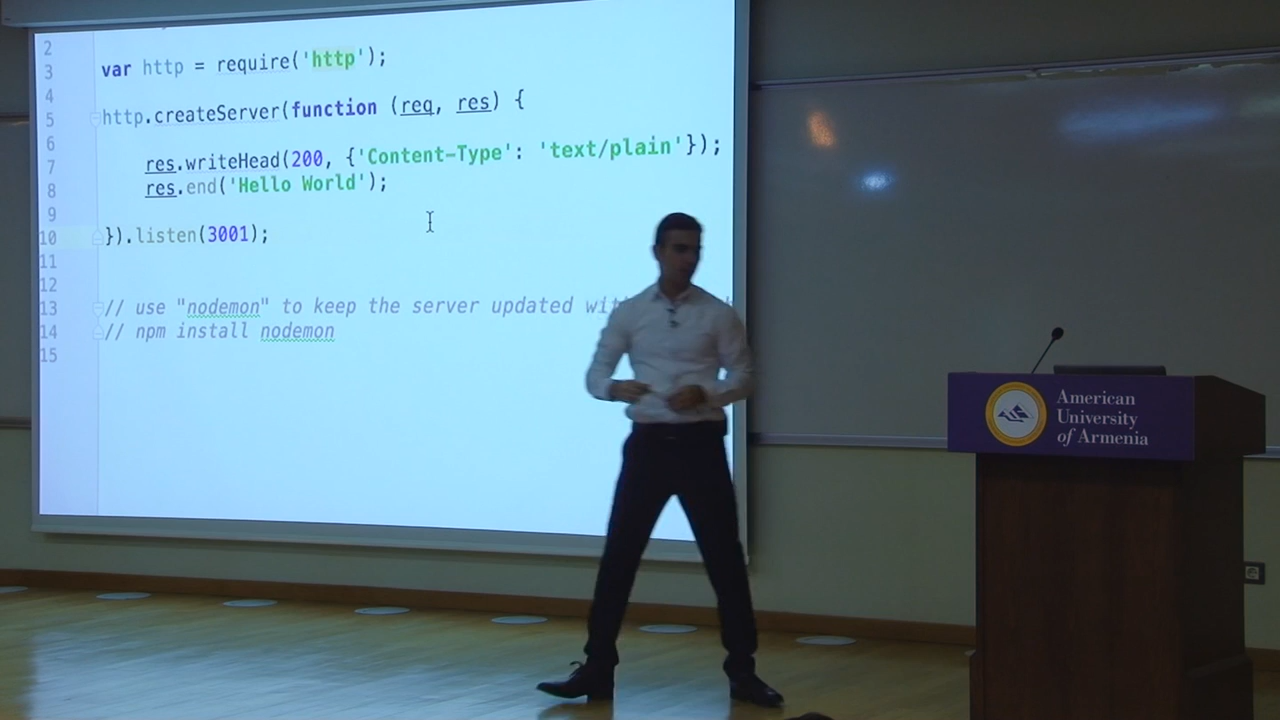 2
3 var http = require('http');
4
5 http.createServer(function (req, res) {
6
7 res.writeHead(200, {'Content-Type': 'text/plain'});
8 res.end('Hello World');
9
10 }).listen(3001);
11
12
13 // use "nodemon" to keep the server updated
14 // npm install nodemon
15
American
University
of Armenia